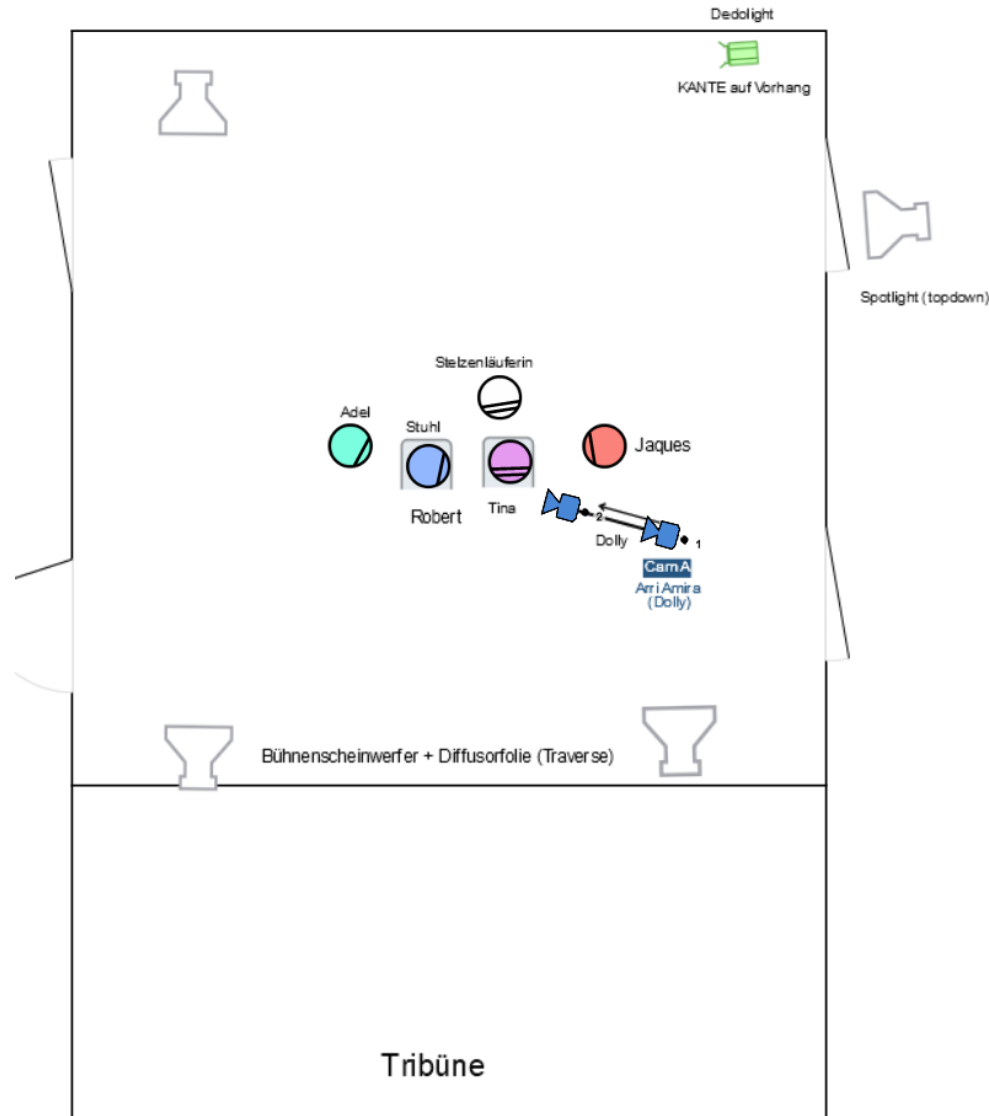 Dedolight
KANTE auf Vorhang
Spotlight (topdown)
Stelzenläuferin
Adel
Stuhl
Jaques
Robert
Tina
2
Dolly
1
Cam A
Arri Amira
(Dolly)
Bühnenscheinwerfer + Diffusorfolie (Traverse)
Tribüne